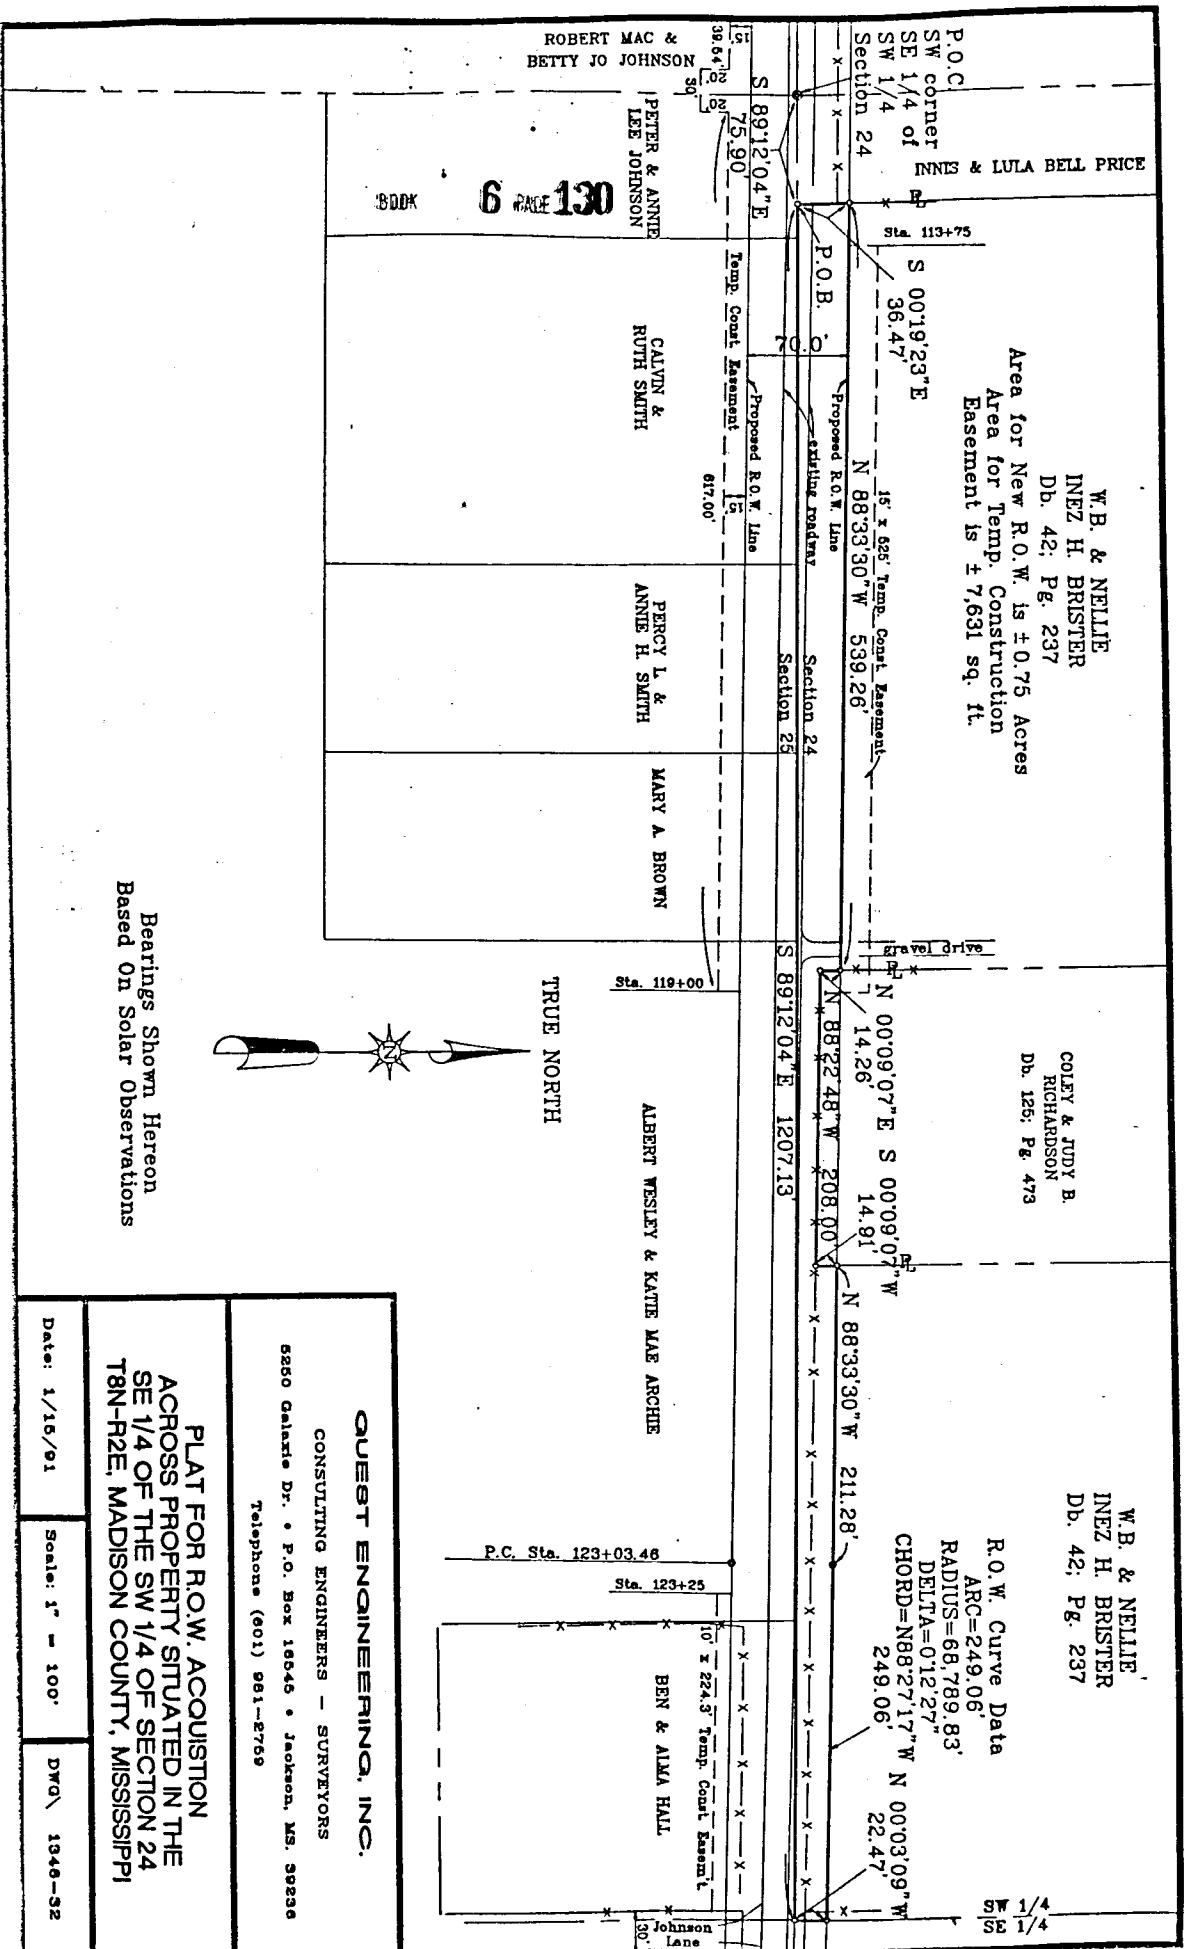 P.O.C.
SW corner
SE 1/4 of
SW 1/4
Section 24
INNIS & LULA BELL PRICE
W.B. & NELLIE
INEZ H. BRISTER
Db. 42; Pg. 237
Area for New R.O.W. is ±0.75 Acres
Area for Temp. Construction
Easement is ± 7,631 sq. ft.
COLEY & JUDY B.
RICHARDSON
Db. 125; Pg. 473
W.B. & NELLIE
INEZ H. BRISTER
Db. 42; Pg. 237
R.O.W. Curve Data
ARC=249.06'
RADIUS=68,789.83'
DELTA=0°12'27"
CHORD=N88°27'17"W
249.06'
N 00°03'09"W
22.47'
SW 1/4
SE 1/4
PL
Sta. 113+75
S 00°19'23"E
36.47'
P.O.B.
15' x 525' Temp. Const. Easement
N 88°33'30"W 539.26'
Proposed R.O.W. Line
existing roadway
70.0'
Proposed R.O.W. Line
Section 24
Section 25
gravel drive
PL
N 00°09'07"E
14.26'
S 00°09'07"W
14.91'
PL
N 88°22'48"W 208.00'
N 88°33'30"W 211.28'
S 89°12'04"E 1207.13'
S 89°12'04"E
75.90'
ROBERT MAC &
BETTY JO JOHNSON
15'
39.64'
20'
30'
20'
Temp. Const. Easement
15'
617.00'
PETER & ANNIE
LEE JOHNSON
CALVIN &
RUTH SMITH
PERCY L. &
ANNIE H. SMITH
MARY A. BROWN
Sta. 119+00
ALBERT WESLEY & KATIE MAE ARCHIE
P.C. Sta. 123+03.46
Sta. 123+25
10' x 224.3' Temp. Const. Easem't
BEN & ALMA HALL
Johnson
Lane
30'
BOOK 6 PAGE 130
TRUE NORTH
N
Bearings Shown Hereon
Based On Solar Observations
QUEST ENGINEERING, INC.
CONSULTING ENGINEERS – SURVEYORS
5250 Galaxie Dr. • P.O. Box 16545 • Jackson, MS. 39236
Telephone (601) 981-2759
PLAT FOR R.O.W. ACQUISTION
ACROSS PROPERTY SITUATED IN THE
SE 1/4 OF THE SW 1/4 OF SECTION 24
T8N-R2E, MADISON COUNTY, MISSISSIPPI
Date: 1/15/91
Scale: 1" = 100'
DWG\ 1346-32